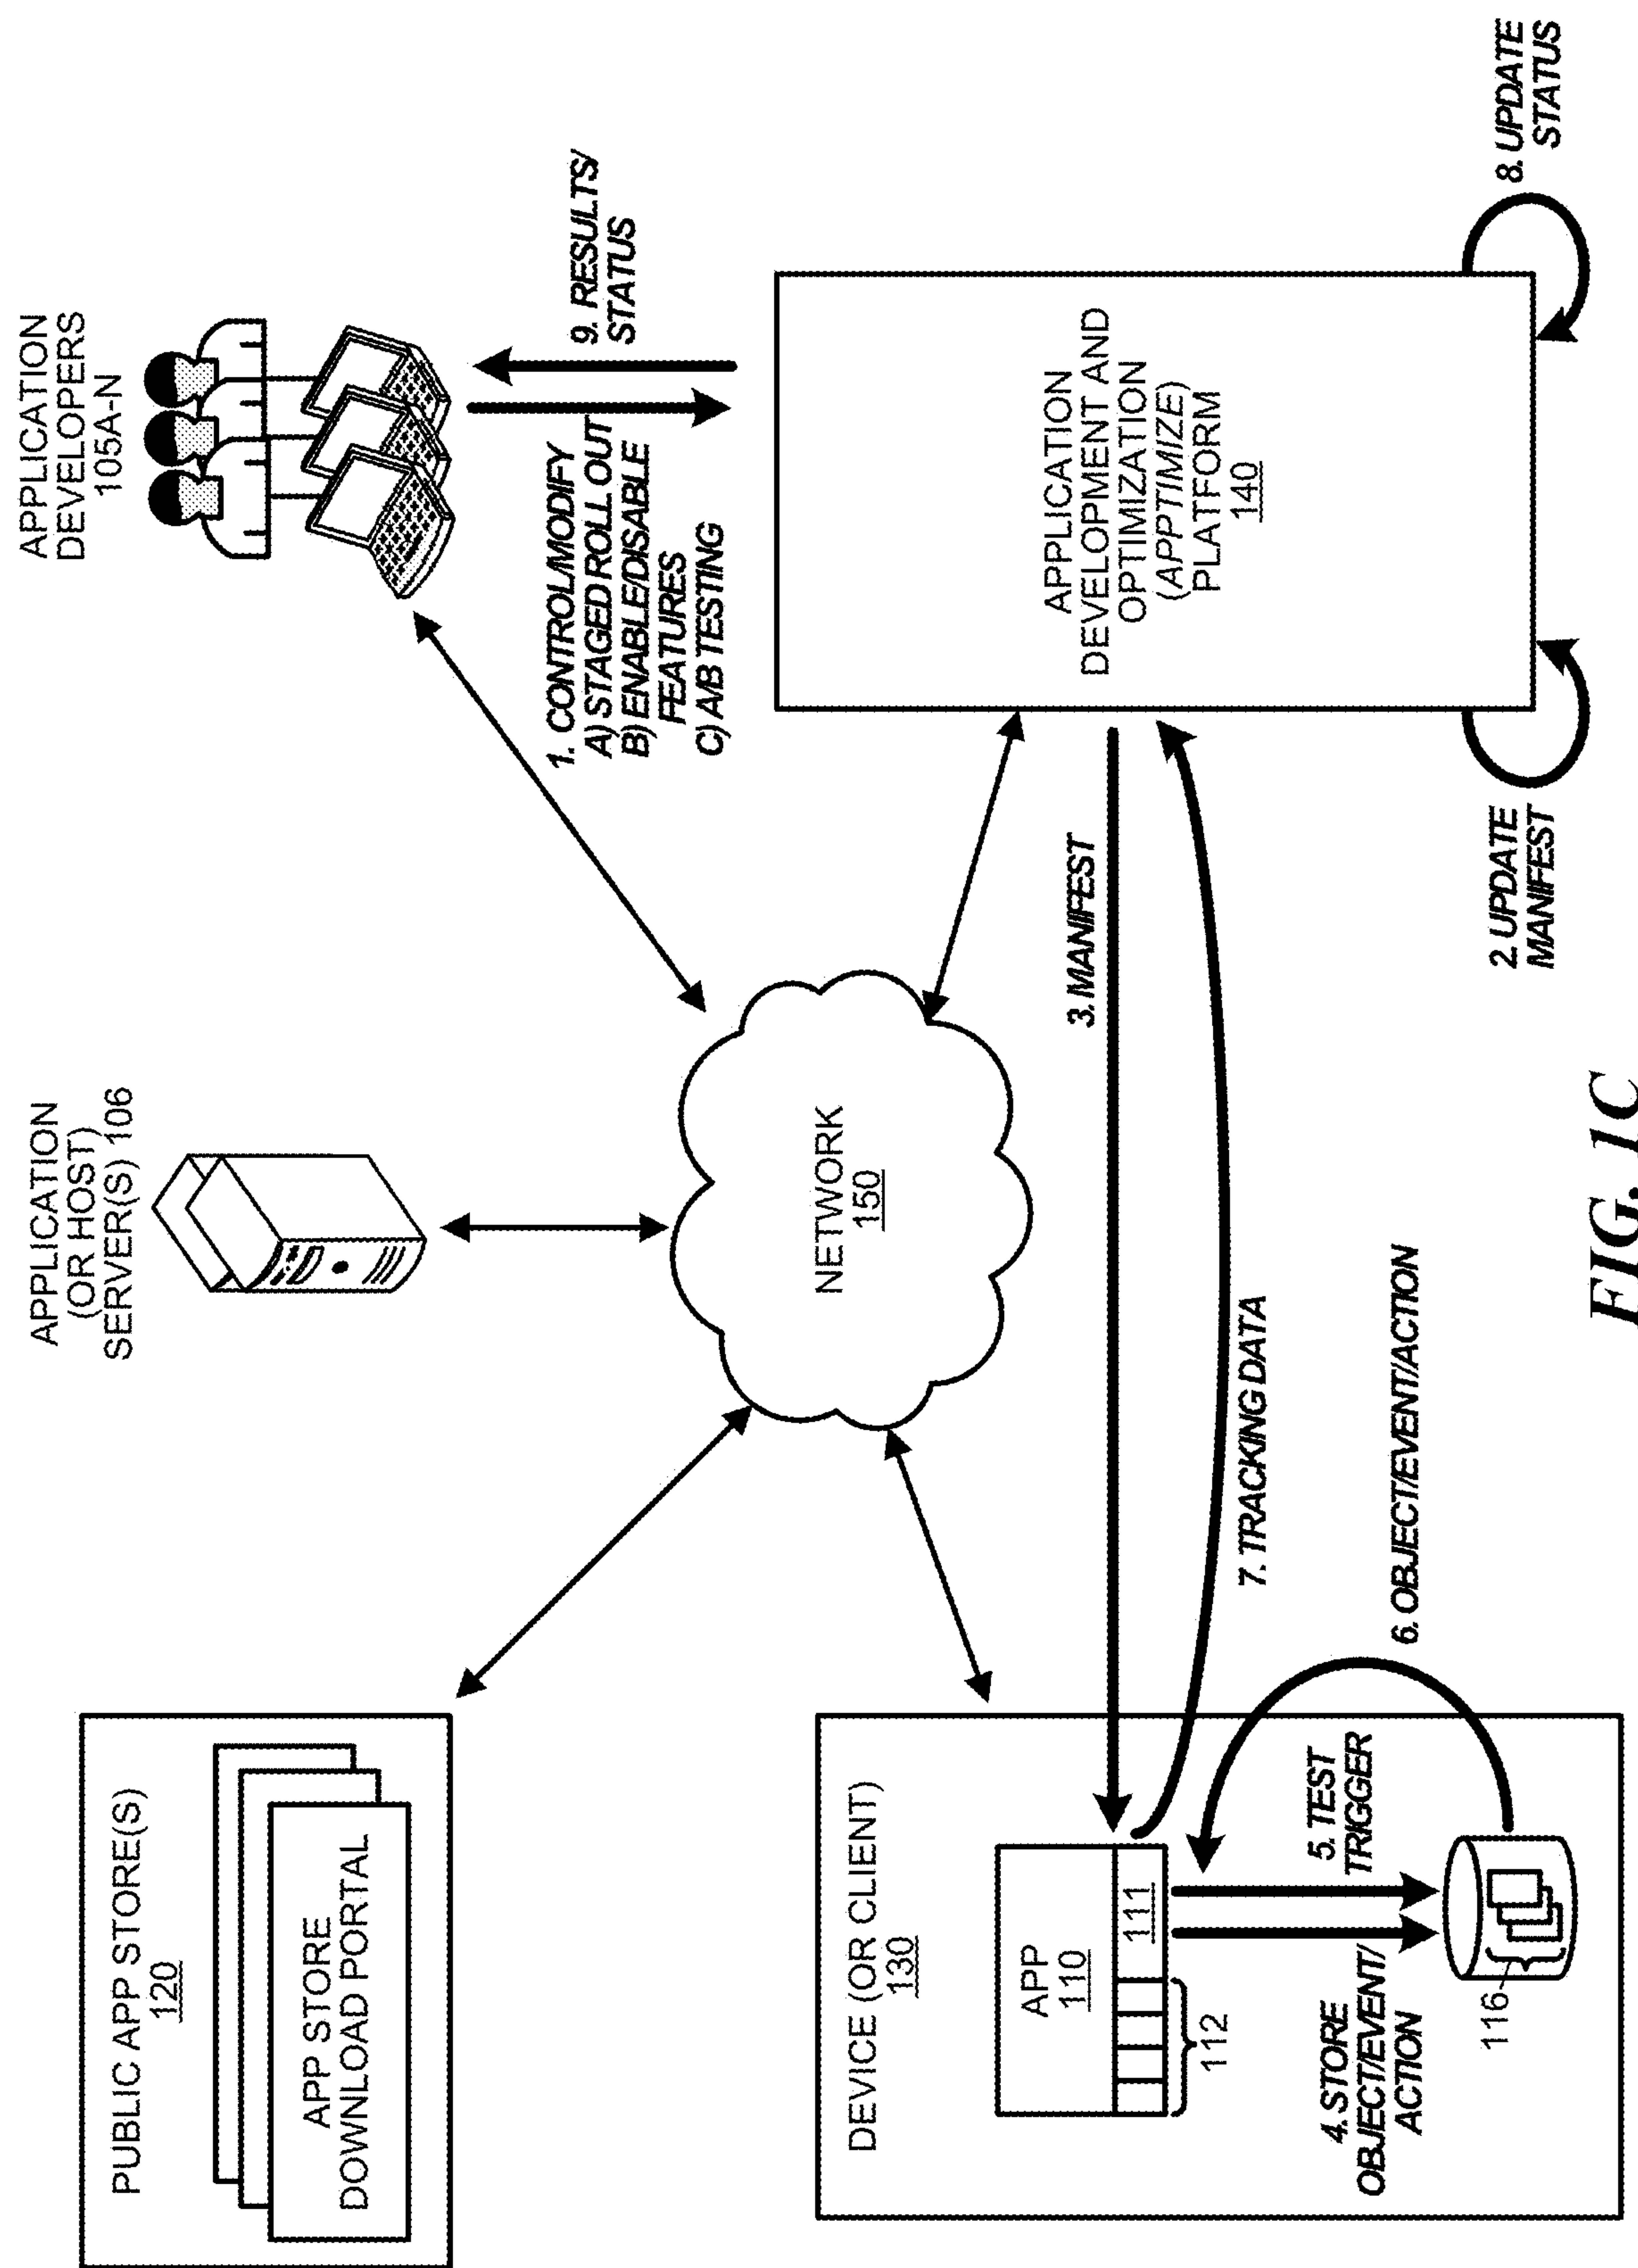 PUBLIC APP STORE(S)
120
APP STORE
DOWNLOAD PORTAL
APPLICATION
(OR HOST)
SERVER(S) 106
APPLICATION
DEVELOPERS
105A-N
NETWORK
150
1. CONTROL/MODIFY
A) STAGED ROLL OUT
B) ENABLE/DISABLE
FEATURES
C) A/B TESTING
9. RESULTS/
STATUS
DEVICE (OR CLIENT)
130
APP
110
111
112
4. STORE
OBJECT/EVENT/
ACTION
5. TEST
TRIGGER
116
6. OBJECT/EVENT/ACTION
7. TRACKING DATA
3. MANIFEST
APPLICATION
DEVELOPMENT AND
OPTIMIZATION
(APPTIMIZE)
PLATFORM
140
2. UPDATE
MANIFEST
8. UPDATE
STATUS
FIG. 1C